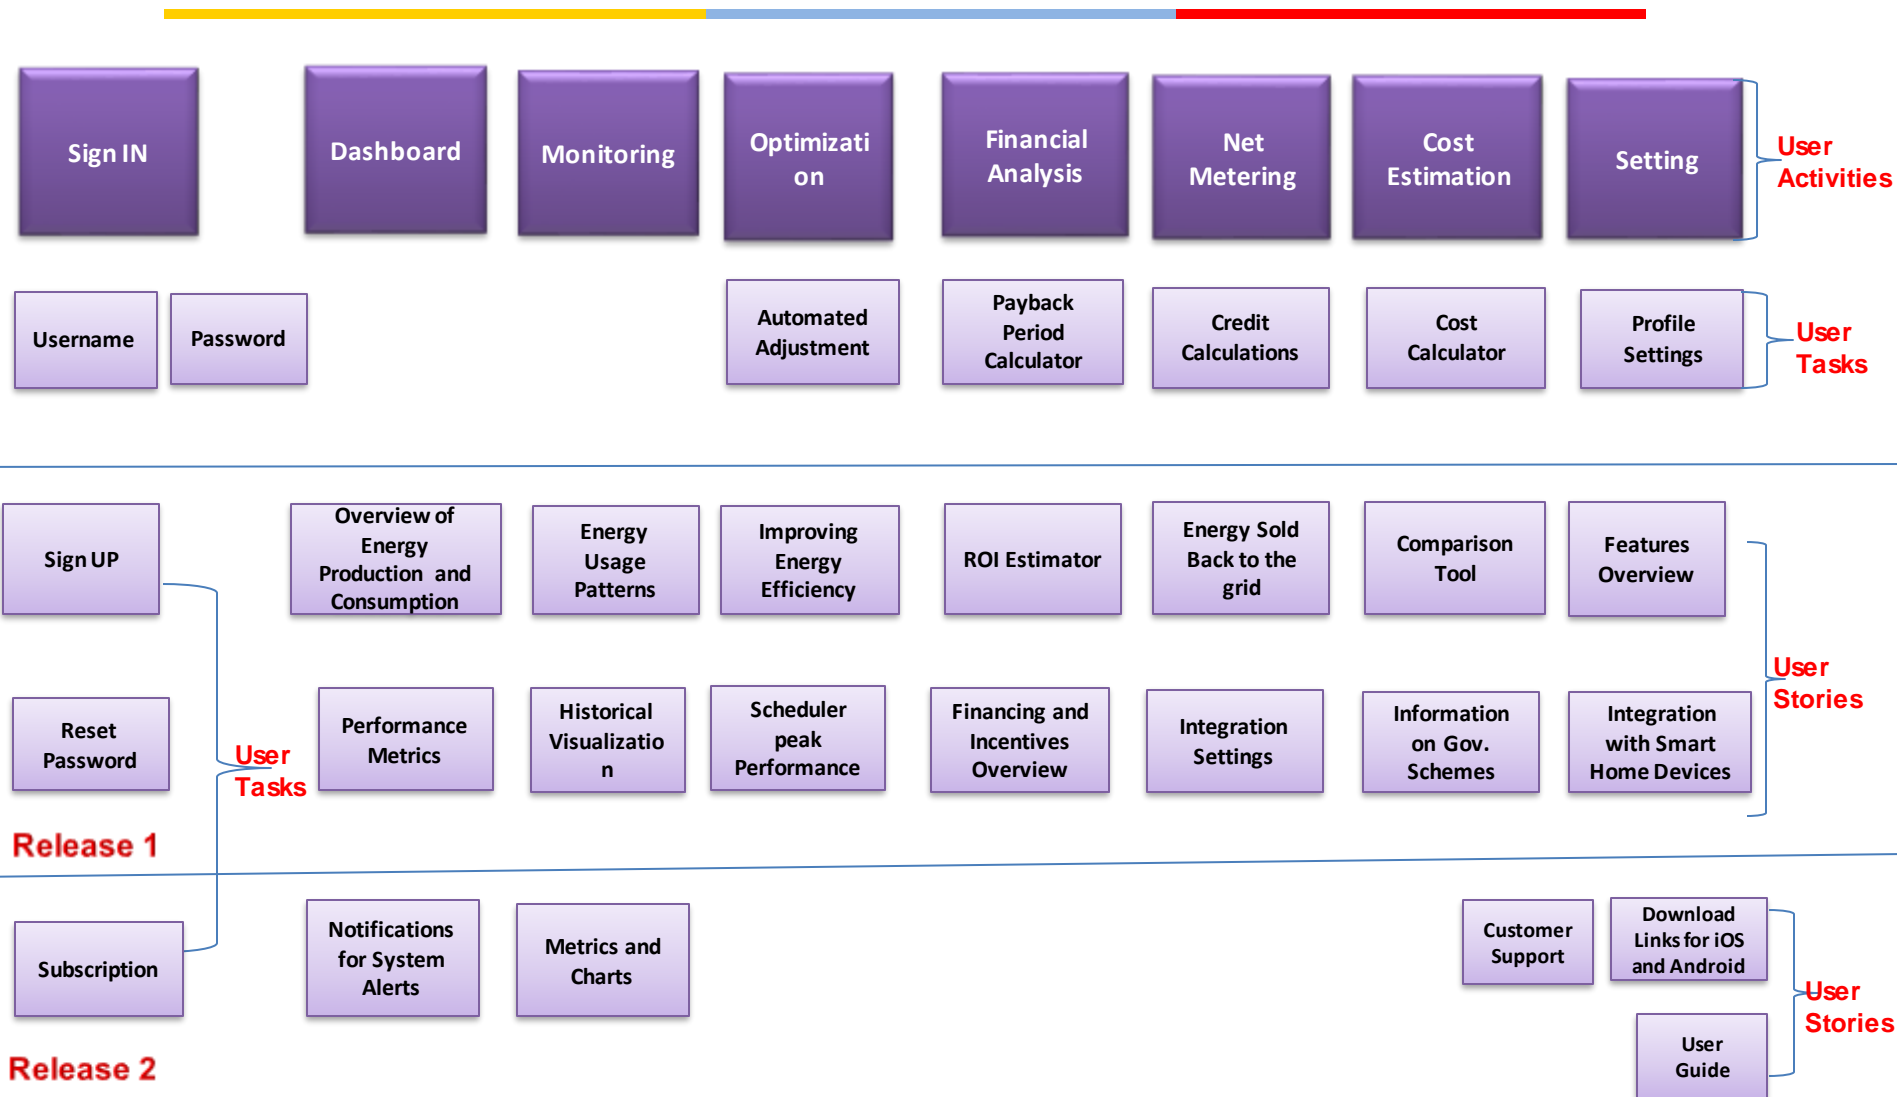 Sign IN
Dashboard
Monitoring
Optimizati
on
Financial
Analysis
Net
Metering
Cost
Estimation
Setting
User
Activities
Username
Password
Automated
Adjustment
Payback
Period
Calculator
Credit
Calculations
Cost
Calculator
Profile
Settings
User
Tasks
Sign UP
Overview of
Energy
Production and
Consumption
Energy
Usage
Patterns
Improving
Energy
Efficiency
ROI Estimator
Energy Sold
Back to the
grid
Comparison
Tool
Features
Overview
User
Stories
Reset
Password
User
Tasks
Performance
Metrics
Historical
Visualizatio
n
Scheduler
peak
Performance
Financing and
Incentives
Overview
Integration
Settings
Information
on Gov.
Schemes
Integration
with Smart
Home Devices
Release 1
Subscription
Notifications
for System
Alerts
Metrics and
Charts
Customer
Support
Download
Links for iOS
and Android
User
Stories
User
Guide
Release 2